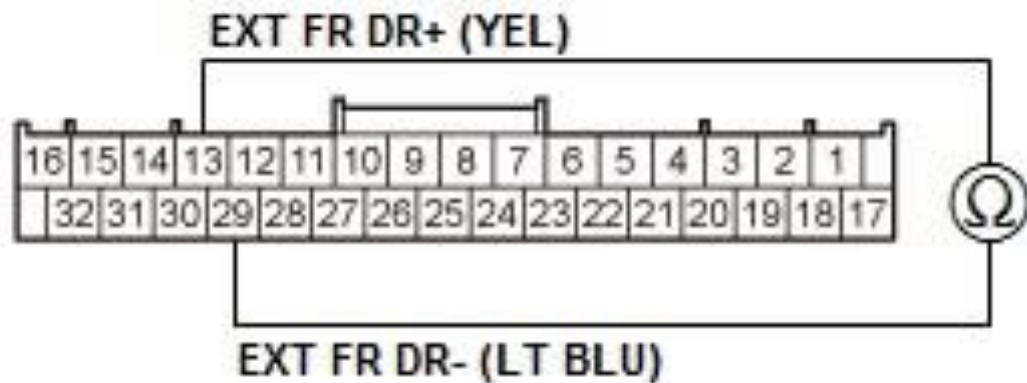 EXT FR DR+ (YEL)
16 15 14 13 12 11 10 9 8 7 6 5 4 3 2 1
Ω
32 31 30 29 28 27 26 25 24 23 22 21 20 19 18 17
EXT FR DR- (LT BLU)